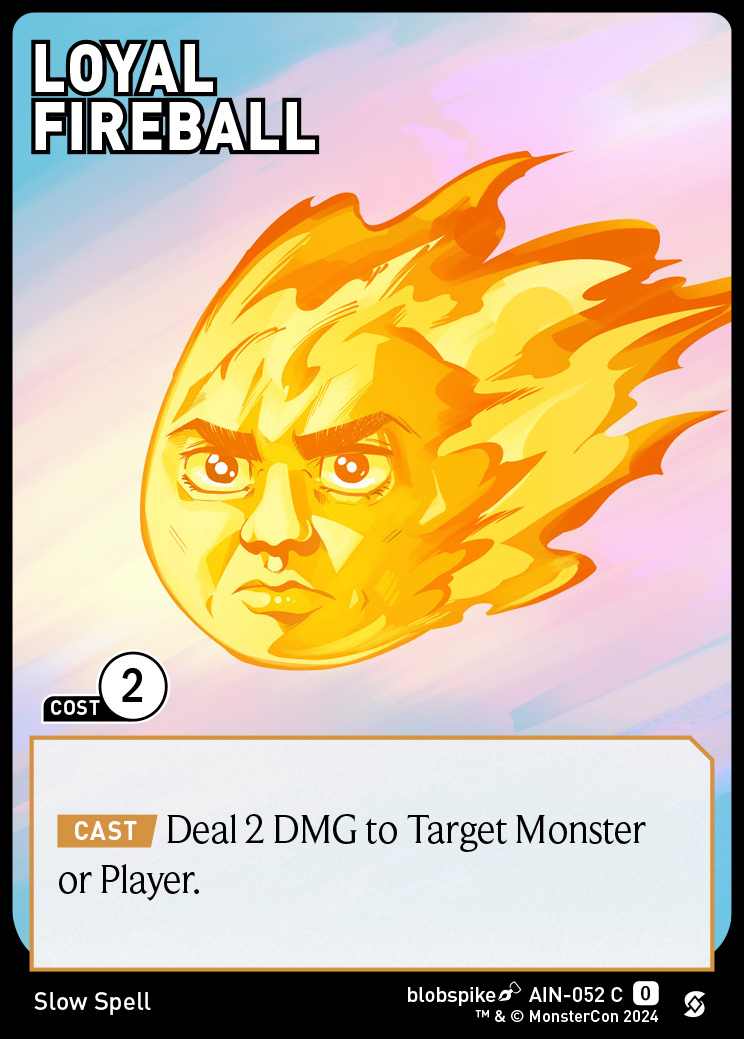 LOYAL
FIREBALL
COST 2
CAST Deal 2 DMG to Target Monster
or Player.
Slow Spell
blobspike AIN-052 C 0
™ & © MonsterCon 2024